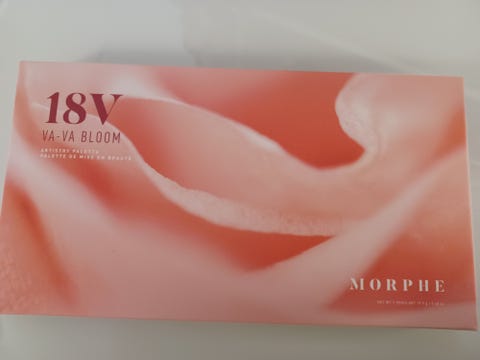 18V
VA-VA BLOOM
ARTISTRY PALETTE
PALETTE DE MISE EN BEAUTÉ
MORPHE